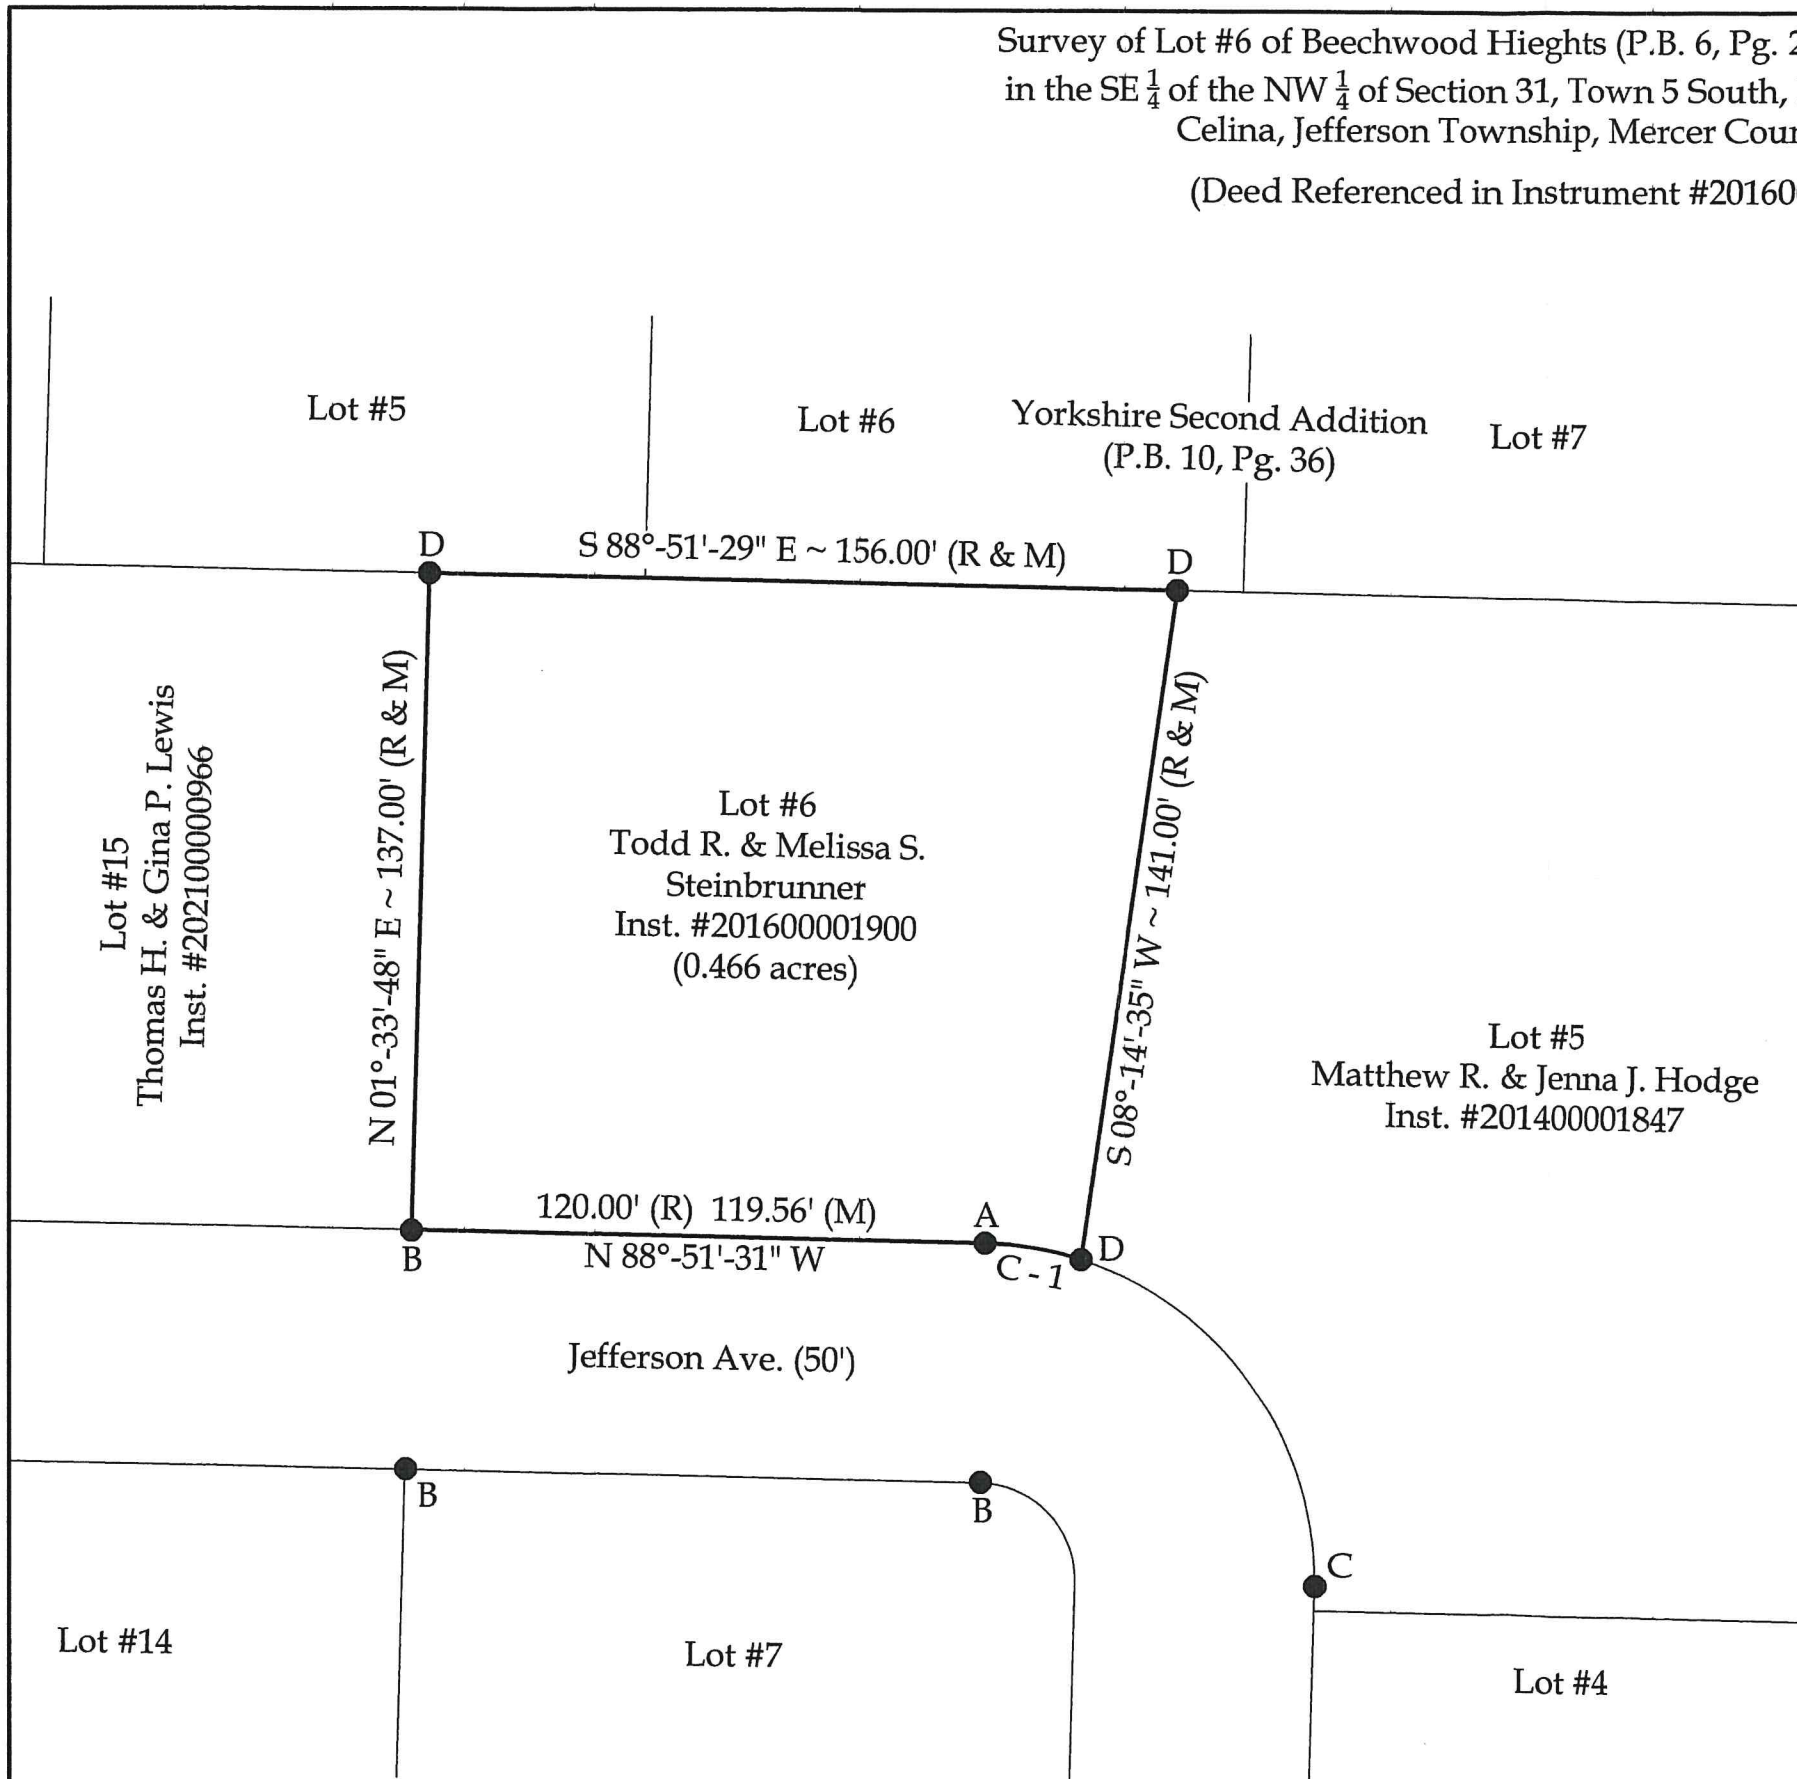 Survey of Lot #6 of Beechwood Hieghts (P.B. 6, Pg. 2
in the SE 1/4 of the NW 1/4 of Section 31, Town 5 South,
Celina, Jefferson Township, Mercer Coun
(Deed Referenced in Instrument #20160
Lot #5
Lot #6
Yorkshire Second Addition
(P.B. 10, Pg. 36)
Lot #7
D
S 88°-51'-29" E ~ 156.00' (R & M)
D
Lot #15
Thomas H. & Gina P. Lewis
Inst. #202100000966
N 01°-33'-48" E ~ 137.00' (R & M)
Lot #6
Todd R. & Melissa S.
Steinbrunner
Inst. #201600001900
(0.466 acres)
S 08°-14'-35" W ~ 141.00' (R & M)
Lot #5
Matthew R. & Jenna J. Hodge
Inst. #201400001847
120.00' (R) 119.56' (M)
A
B
N 88°-51'-31" W
C - 1
D
Jefferson Ave. (50')
B
B
C
Lot #14
Lot #7
Lot #4